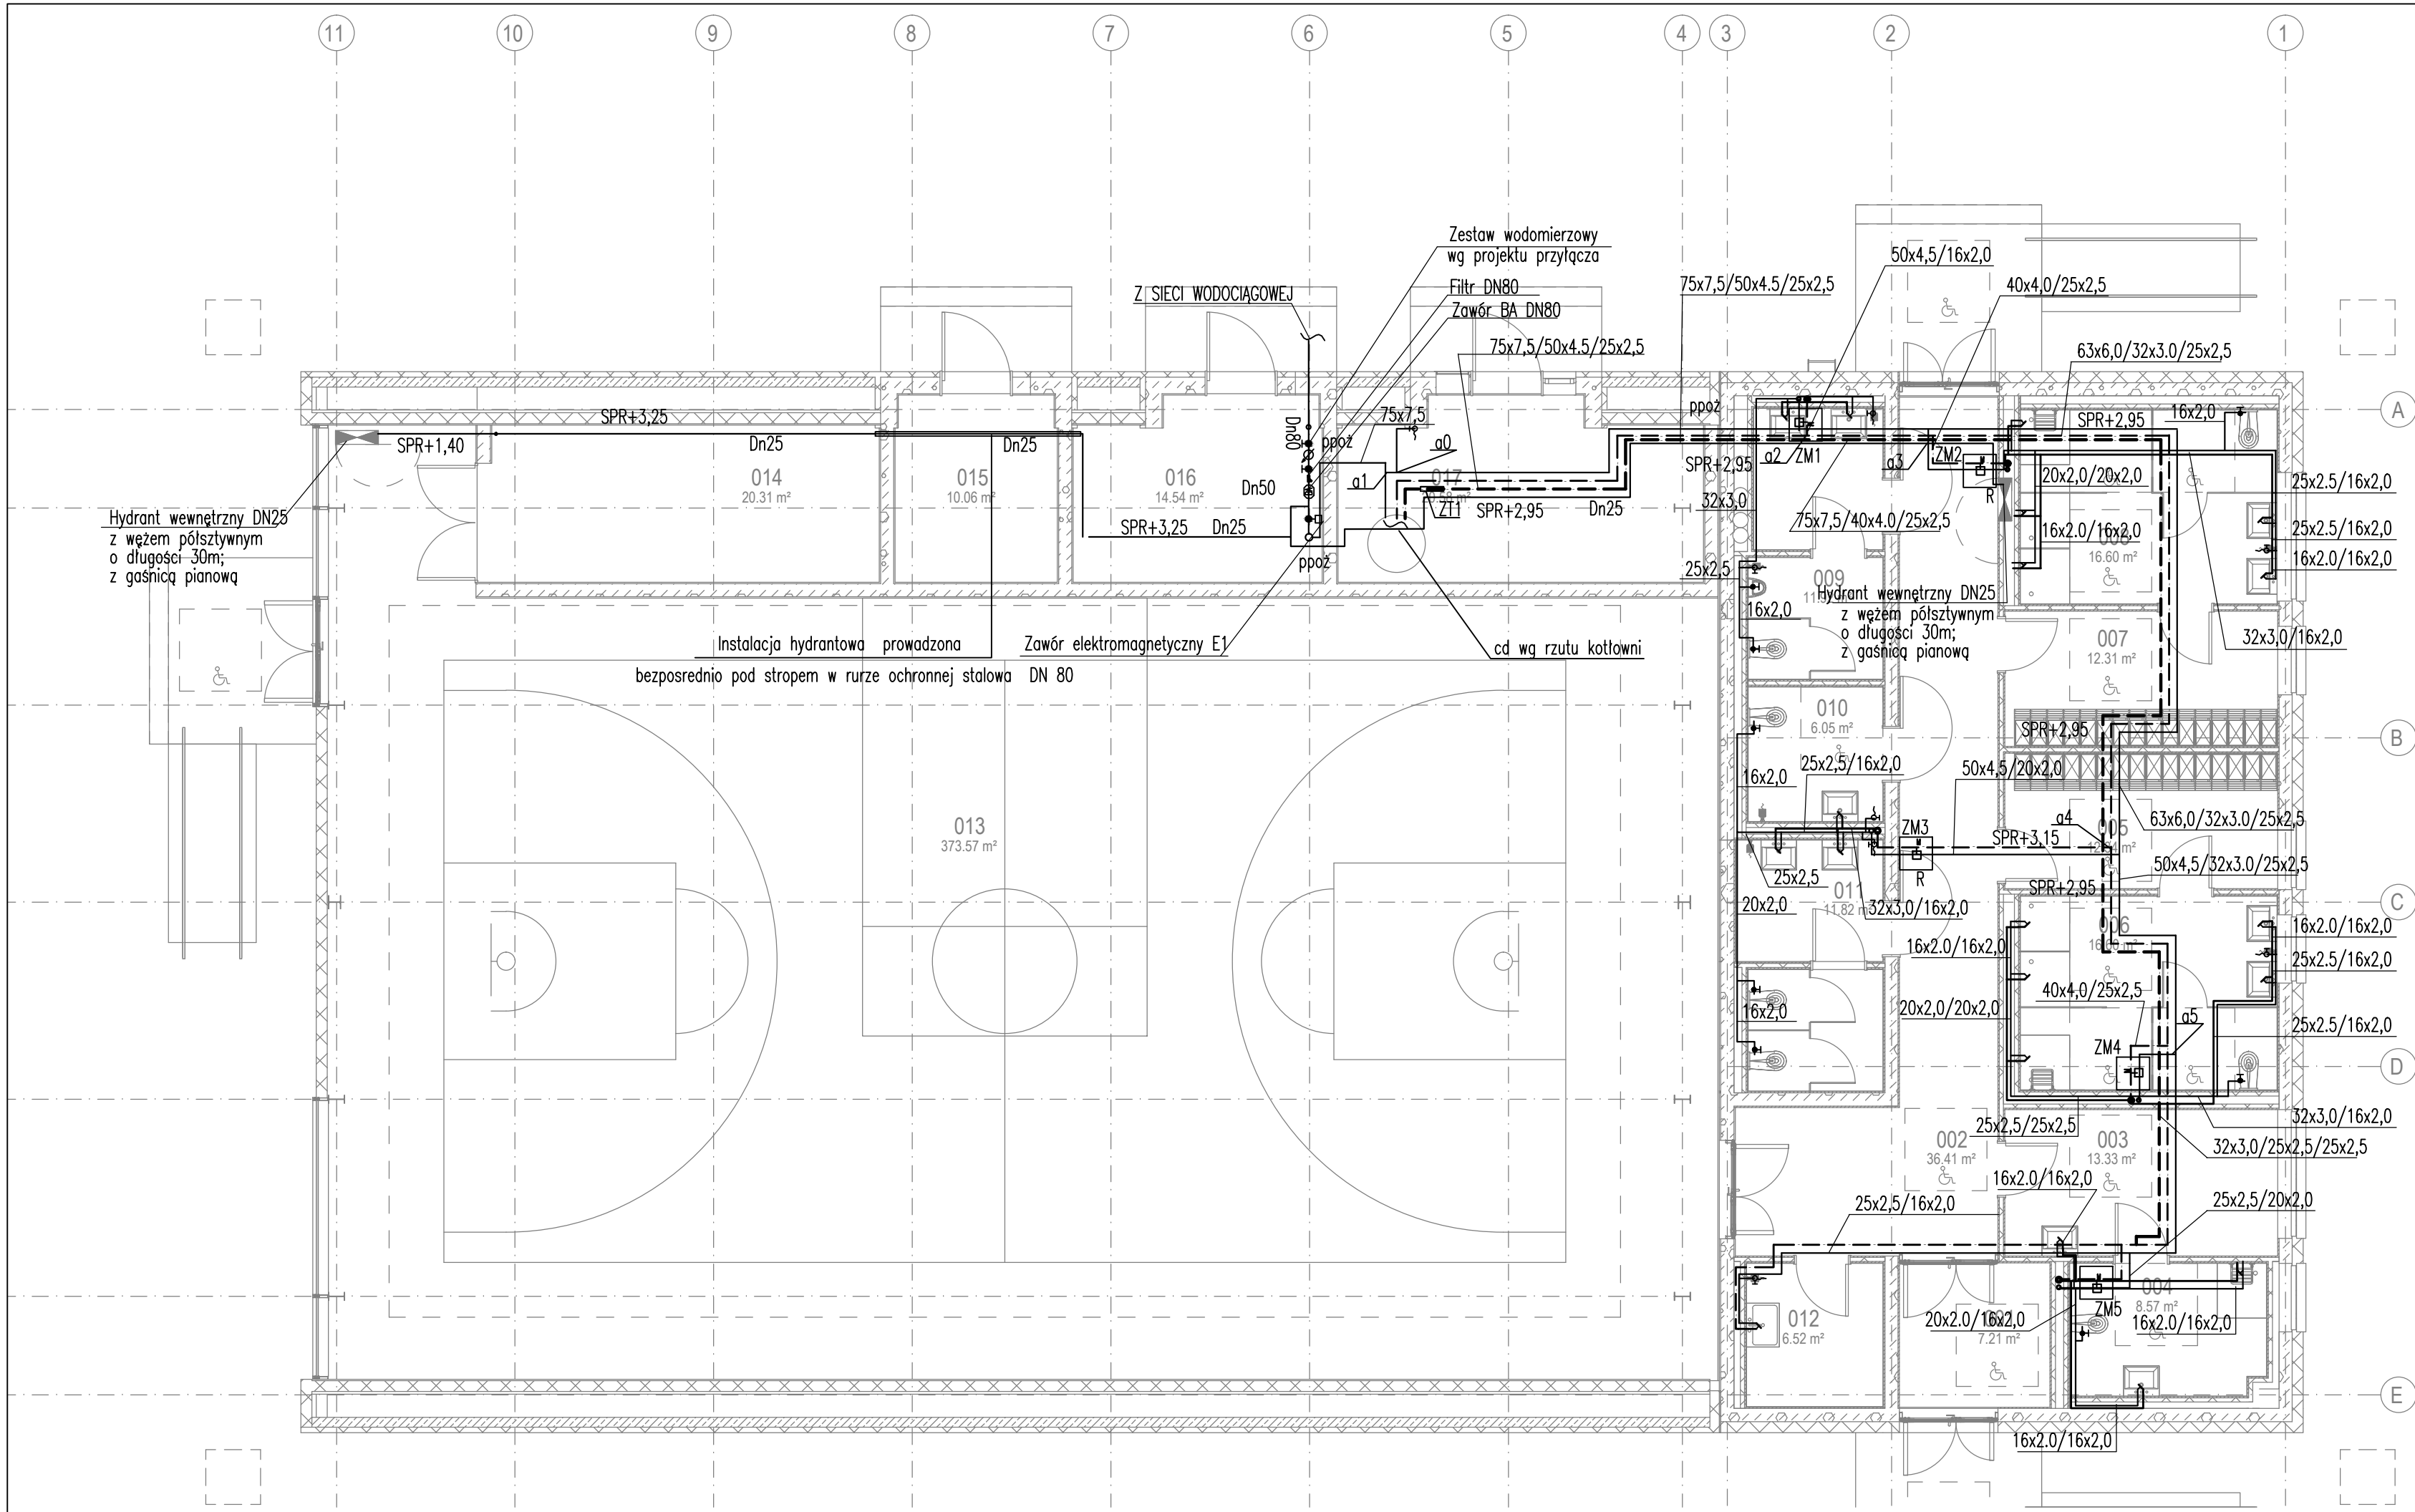 11
10
9
8
7
6
5
4
3
2
1
Zestaw wodomierzowy
wg projektu przyłącza
Z SIECI WODOCIĄGOWEJ
Filtr DN80
Zawór BA DN80
75x7,5/50x4.5/25x2,5
75x7,5/50x4.5/25x2,5
50x4,5/16x2,0
40x4,0/25x2,5
63x6,0/32x3.0/25x2,5
A
SPR+3,25
SPR+1,40
Dn25
Dn25
Dn80
ppoż
75x7,5
a0
a1
ppoż
SPR+2,95
a2
ZM1
a3
ZM2
R
SPR+2,95
16x2,0
014
20.31 m²
015
10.06 m²
016
14.54 m²
Dn50
017
ZT1
SPR+2,95
Dn25
32x3,0
75x7,5/40x4.0/25x2,5
20x2,0/20x2,0
16x2.0/16x2,0
16.60 m²
25x2.5/16x2,0
25x2.5/16x2,0
16x2.0/16x2,0
Hydrant wewnętrzny DN25
z wężem półsztywnym
o długości 30m;
z gaśnicą pianową
SPR+3,25
Dn25
ppoż
25x2,5
009
16x2,0
Hydrant wewnętrzny DN25
z wężem półsztywnym
o długości 30m;
z gaśnicą pianową
007
12.31 m²
32x3,0/16x2,0
Instalacja hydrantowa prowadzona
bezposrednio pod stropem w rurze ochronnej stalowa DN 80
Zawór elektromagnetyczny E1
cd wg rzutu kotłowni
010
6.05 m²
SPR+2,95
B
16x2,0
25x2,5/16x2,0
50x4,5/20x2,0
013
373.57 m²
ZM3
R
SPR+3,15
a4
005
63x6,0/32x3.0/25x2,5
50x4,5/32x3.0/25x2,5
25x2,5
011
11.82 m²
20x2,0
32x3,0/16x2,0
SPR+2,95
C
006
16.60 m²
16x2.0/16x2,0
16x2.0/16x2,0
25x2.5/16x2,0
40x4,0/25x2,5
16x2,0
20x2,0/20x2,0
a5
25x2.5/16x2,0
ZM4
D
25x2,5/25x2,5
32x3,0/16x2,0
002
36.41 m²
003
13.33 m²
32x3,0/25x2,5/25x2,5
16x2.0/16x2,0
25x2,5/16x2,0
25x2,5/20x2,0
004
8.57 m²
ZM5
012
6.52 m²
20x2.0/16x2,0
7.21 m²
16x2.0/16x2,0
E
16x2.0/16x2,0